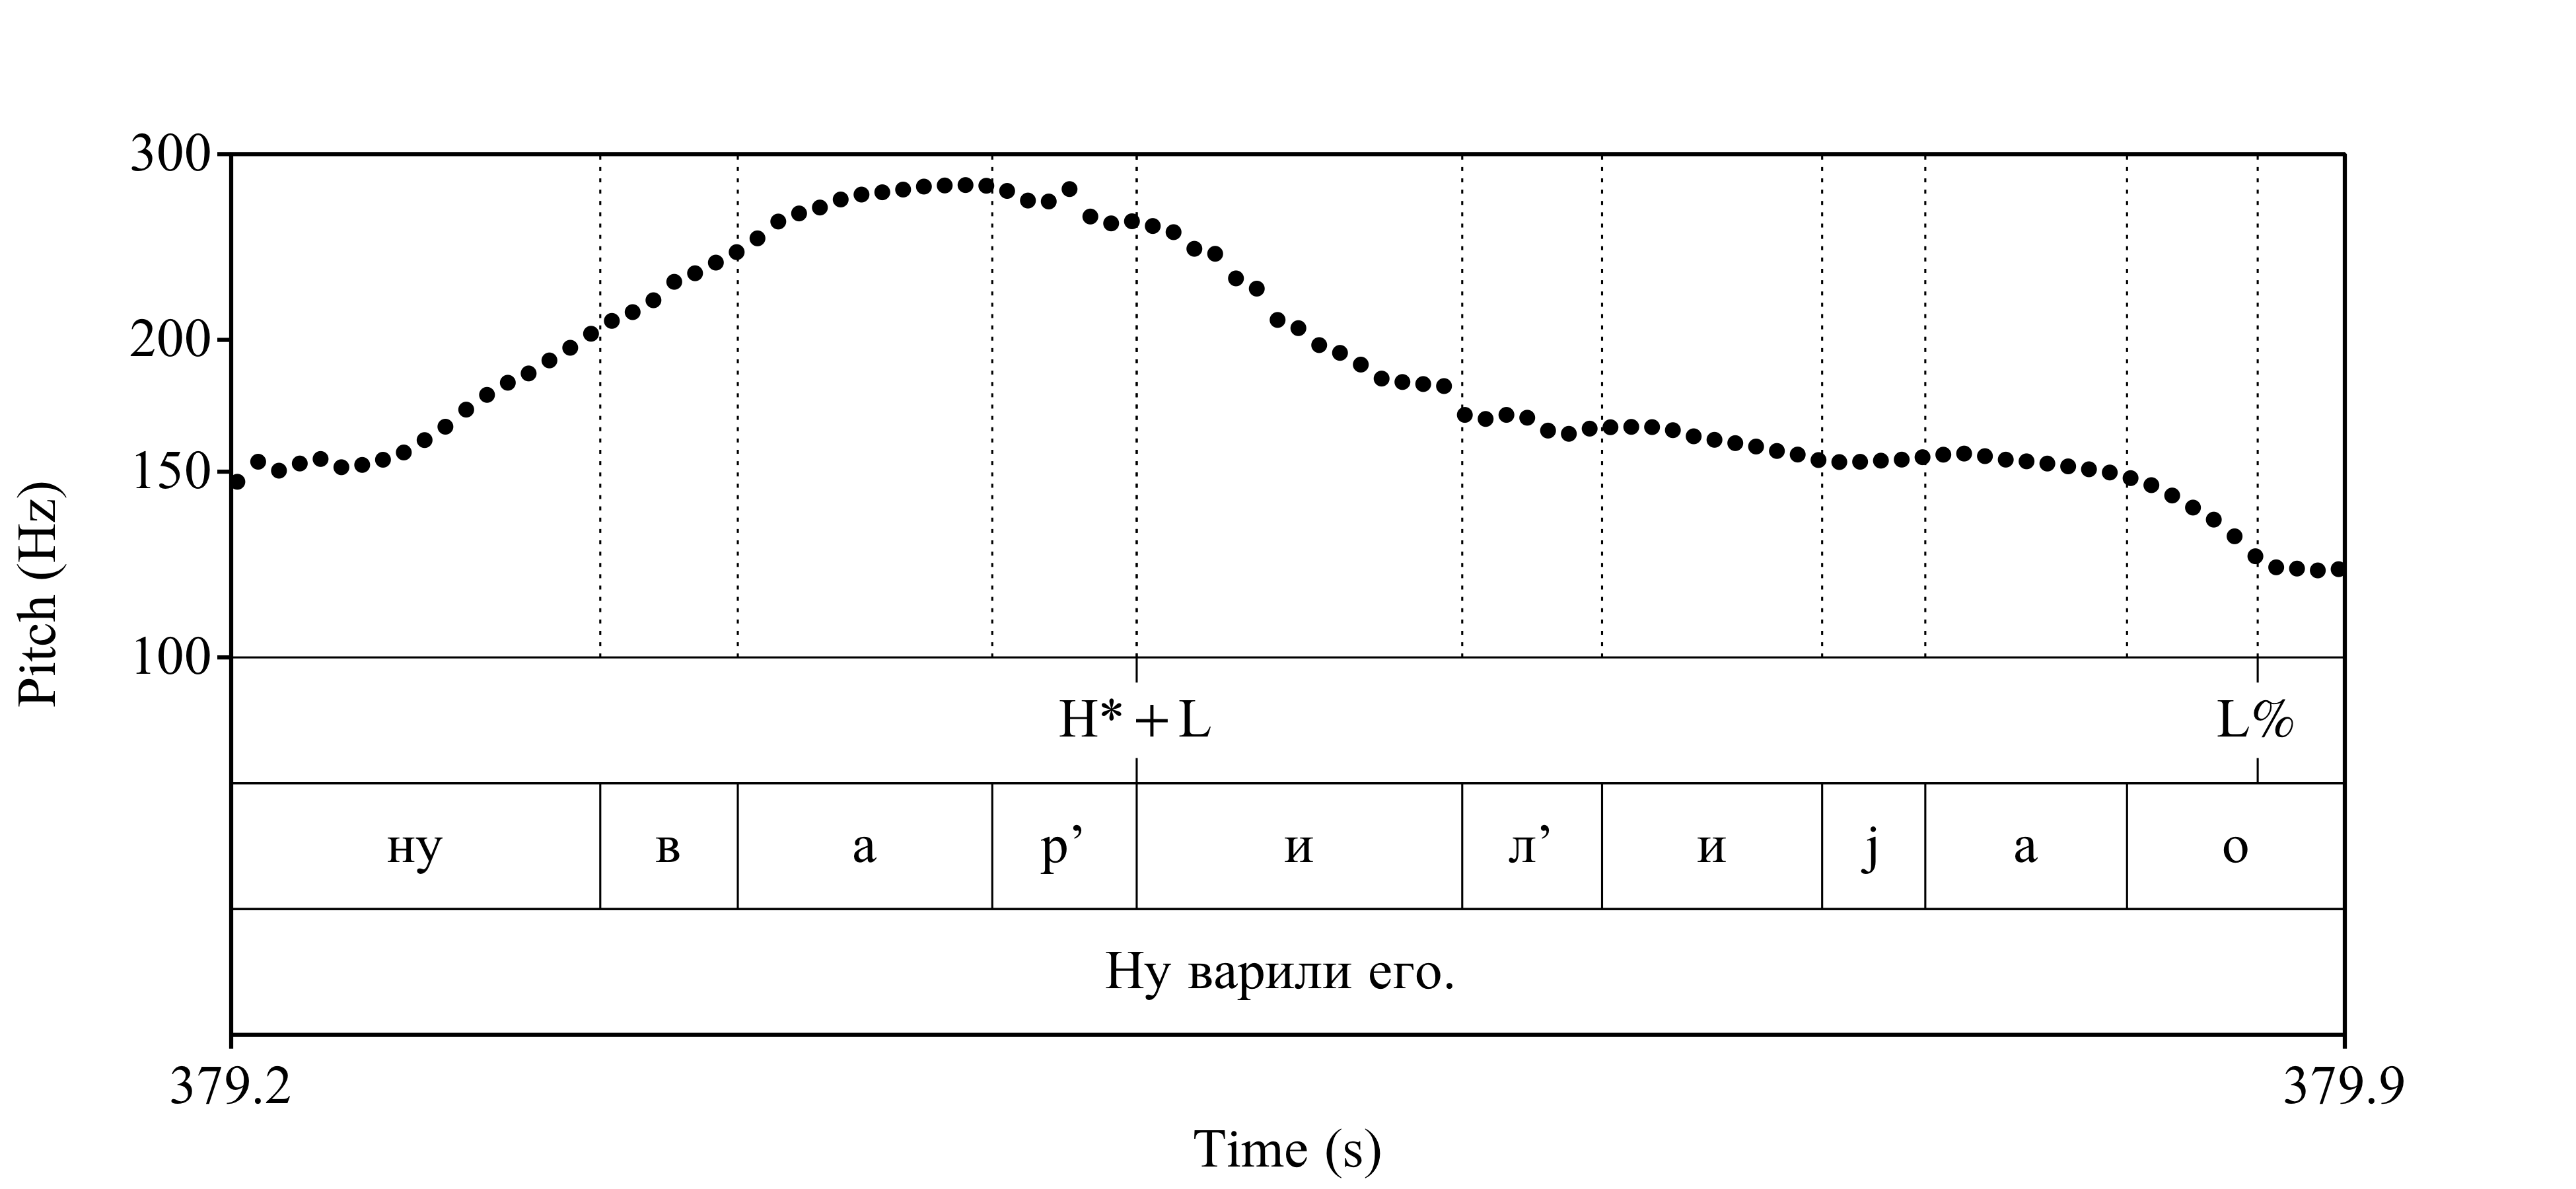 300
200
150
100
Pitch (Hz)
H* + L L%
ну в а р’ и л’ и j а о
Ну варили его.
379.2 379.9
Time (s)